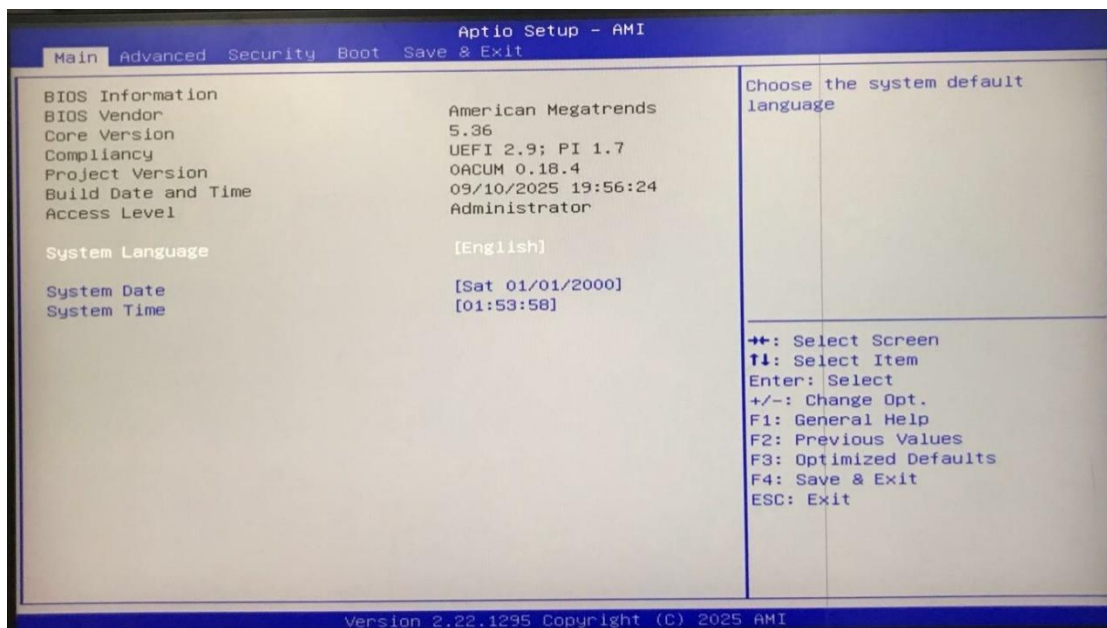 Aptio Setup - AMI
Main Advanced Security Boot Save & Exit
BIOS Information
BIOS Vendor American Megatrends
Core Version 5.36
Compliancy UEFI 2.9; PI 1.7
Project Version OACUM 0.18.4
Build Date and Time 09/10/2025 19:56:24
Access Level Administrator
System Language [English]
System Date [Sat 01/01/2000]
System Time [01:53:58]
Choose the system default
language
→←: Select Screen
↑↓: Select Item
Enter: Select
+/-: Change Opt.
F1: General Help
F2: Previous Values
F3: Optimized Defaults
F4: Save & Exit
ESC: Exit
Version 2.22.1295 Copyright (C) 2025 AMI